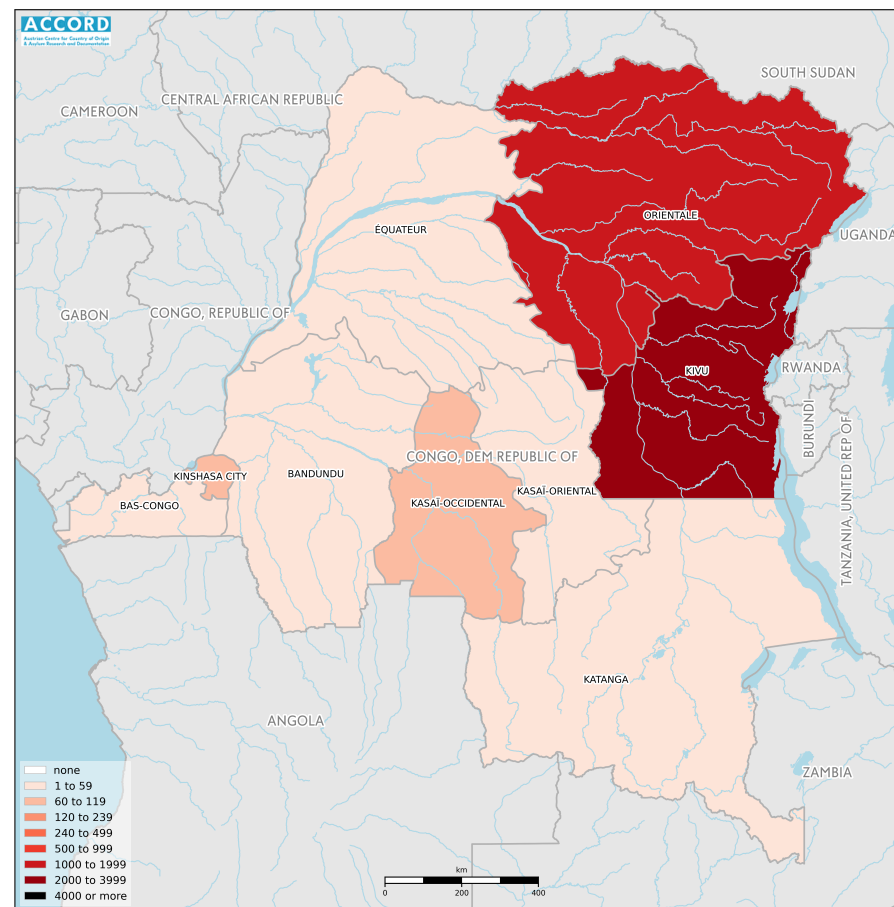 ACCORD
Austrian Centre for Country of Origin
& Asylum Research and Documentation
SOUTH SUDAN
CENTRAL AFRICAN REPUBLIC
CAMEROON
ORIENTALE
ÉQUATEUR
UGANDA
GABON
CONGO, REPUBLIC OF
RWANDA
KIVU
BURUNDI
TANZANIA, UNITED REP OF
CONGO, DEM REPUBLIC OF
KINSHASA CITY
BANDUNDU
KASAÏ-ORIENTAL
BAS-CONGO
KASAÏ-OCCIDENTAL
KATANGA
ANGOLA
ZAMBIA
none
1 to 59
60 to 119
120 to 239
240 to 499
500 to 999
1000 to 1999
2000 to 3999
4000 or more
km
0 200 400